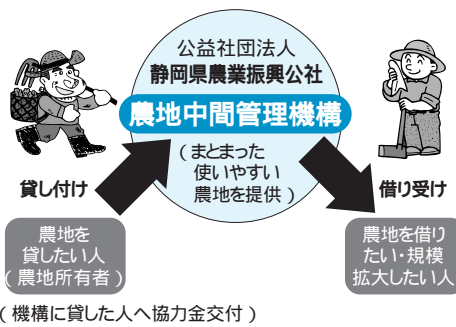 公益社団法人
静岡県農業振興公社
農地中間管理機構
(まとまった
使いやすい
農地を提供)
貸し付け
借り受け
農地を
貸したい人
(農地所有者)
農地を借り
たい・規模
拡大したい人
(機構に貸した人へ協力金交付)